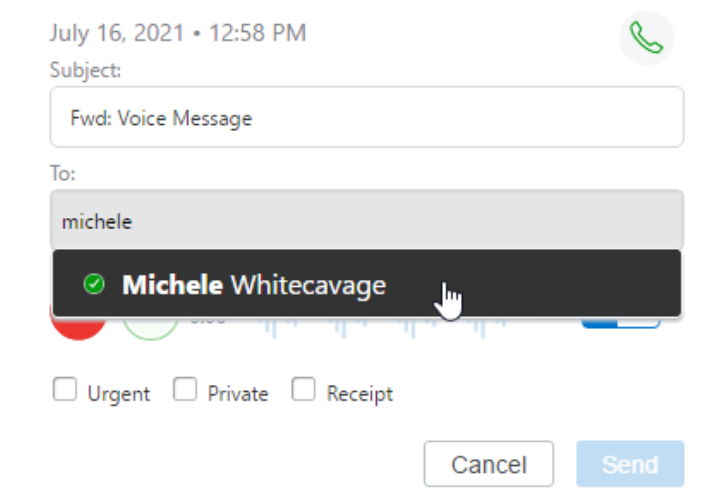 July 16, 2021 • 12:58 PM
Subject:
Fwd: Voice Message
To:
michele
Michele Whitecavage
Urgent Private Receipt
Cancel Send